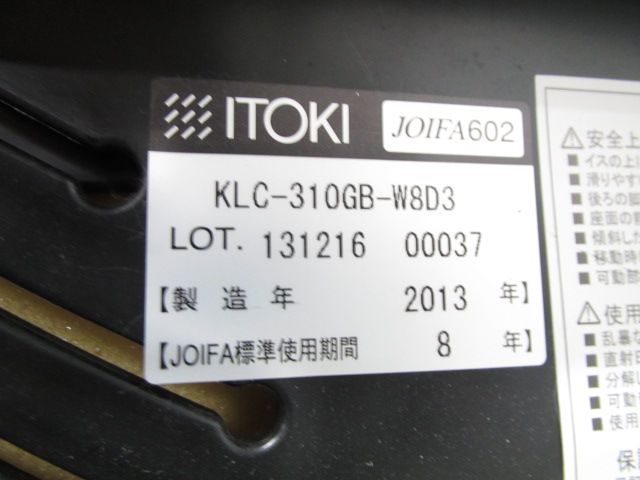 ITOKI JOIFA602
KLC-310GB-W8D3
LOT. 131216 00037
【製造年 2013 年】
【JOIFA標準使用期間 8 年】
⚠安全上
■イスの上
■滑りやす
■後ろの脚
■座面の
■傾斜した
■移動時
■可動部
⚠使用
■乱暴な
■直射日
■分解し
■可動
■使用
保